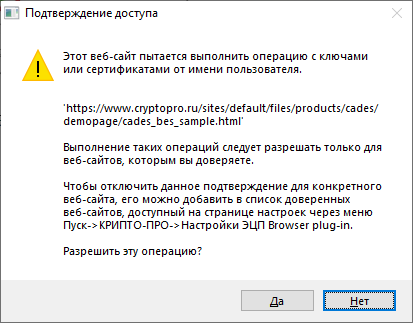 Подтверждение доступа
Этот веб-сайт пытается выполнить операцию с ключами
или сертификатами от имени пользователя.
'https://www.cryptopro.ru/sites/default/files/products/cades/
demopage/cades_bes_sample.html'
Выполнение таких операций следует разрешать только для
веб-сайтов, которым вы доверяете.
Чтобы отключить данное подтверждение для конкретного
веб-сайта, его можно добавить в список доверенных
веб-сайтов, доступный на странице настроек через меню
Пуск->КРИПТО-ПРО->Настройки ЭЦП Browser plug-in.
Разрешить эту операцию?
Да
Нет